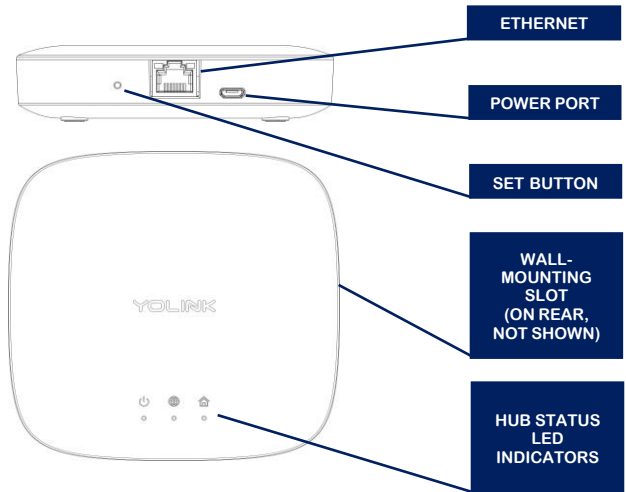 ETHERNET
POWER PORT
SET BUTTON
WALL-
MOUNTING
SLOT
(ON REAR,
NOT SHOWN)
YOLINK
HUB STATUS
LED
INDICATORS